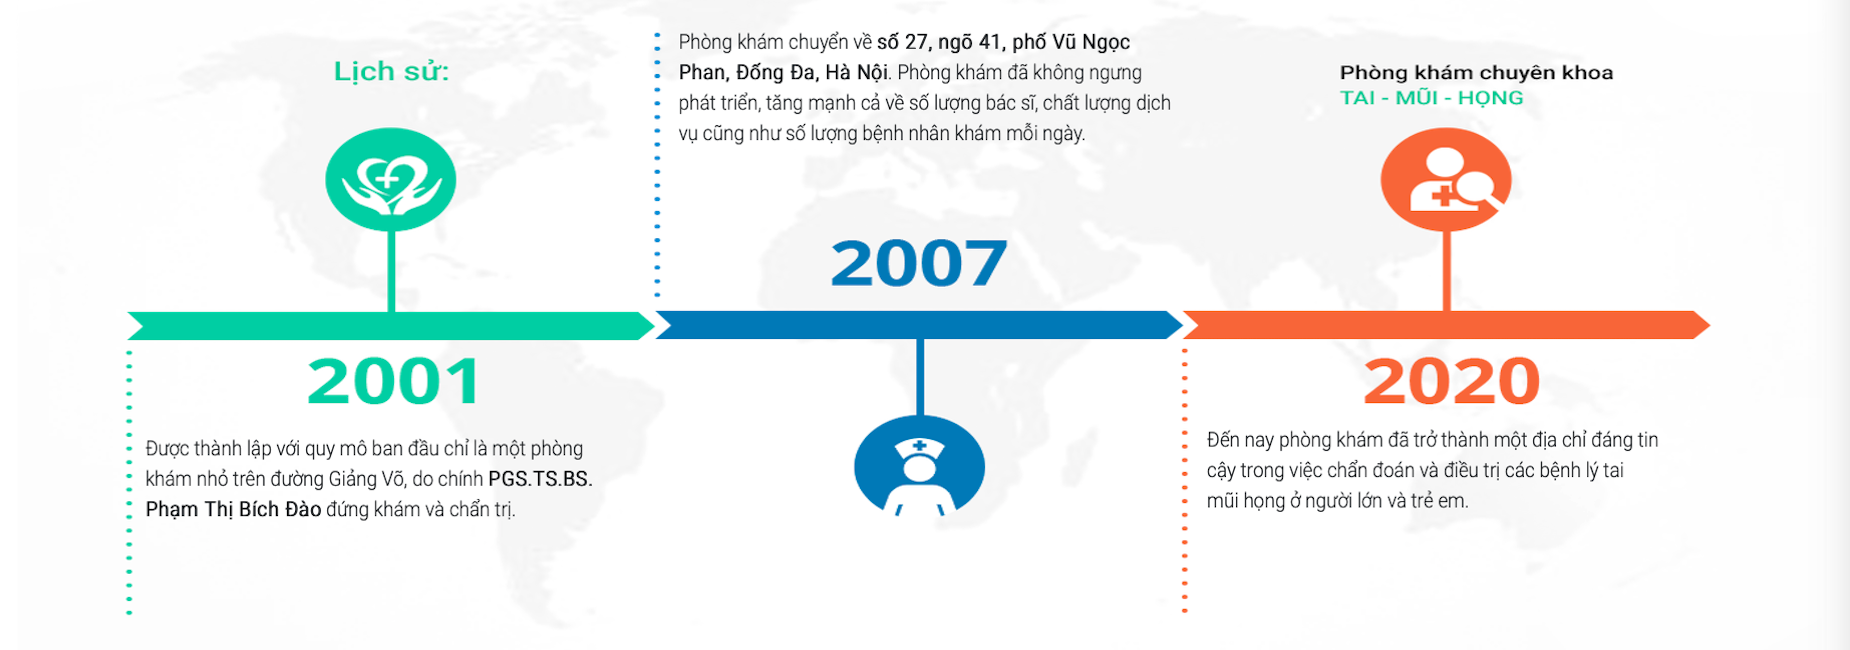 Lịch sử:
2001
Được thành lập với quy mô ban đầu chỉ là một phòng
khám nhỏ trên đường Giảng Võ, do chính PGS.TS.BS.
Phạm Thị Bích Đào đứng khám và chẩn trị.
Phòng khám chuyển về số 27, ngõ 41, phố Vũ Ngọc
Phan, Đống Đa, Hà Nội. Phòng khám đã không ngưng
phát triển, tăng mạnh cả về số lượng bác sĩ, chất lượng dịch
vụ cũng như số lượng bệnh nhân khám mỗi ngày.
2007
Phòng khám chuyên khoa
TAI - MŨI - HỌNG
2020
Đến nay phòng khám đã trở thành một địa chỉ đáng tin
cậy trong việc chẩn đoán và điều trị các bệnh lý tai
mũi họng ở người lớn và trẻ em.